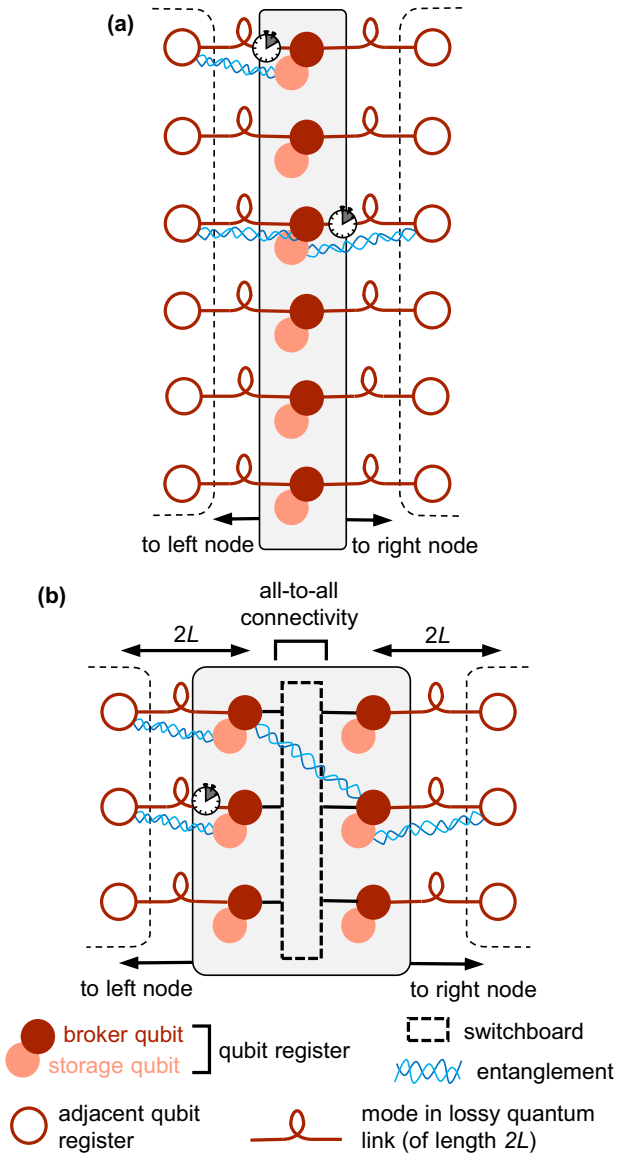 (a)
to left node
to right node
(b)
all-to-all
connectivity
2L
2L
to left node
to right node
broker qubit
storage qubit
qubit register
switchboard
entanglement
adjacent qubit
register
mode in lossy quantum
link (of length 2L)